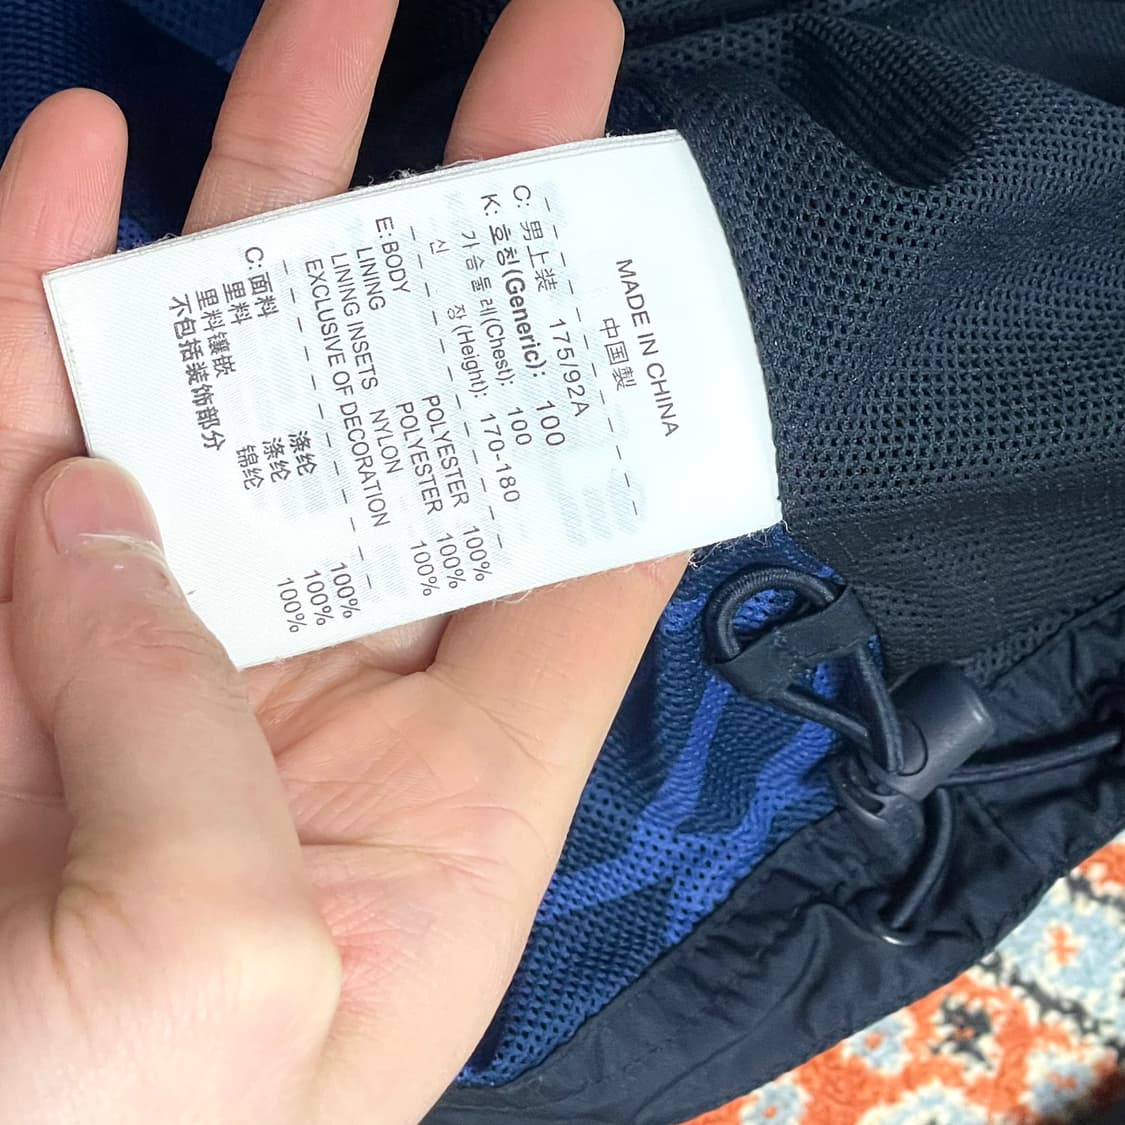 MADE IN CHINA
中国製
C: 男上装 175/92A
K: 호칭(Generic): 100
가슴둘레(Chest): 100
신 장(Height): 170-180
E: BODY POLYESTER 100%
LINING POLYESTER 100%
LINING INSETS NYLON 100%
EXCLUSIVE OF DECORATION
C: 面料 涤纶 100%
里料 涤纶 100%
里料镶嵌 锦纶 100%
不包括装饰部分